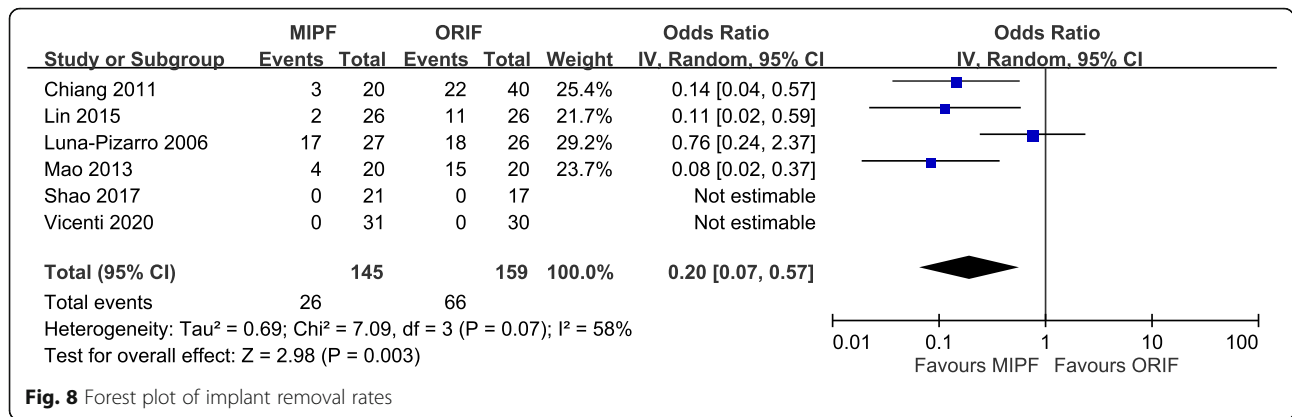 MIPF ORIF Odds Ratio Odds Ratio
Study or Subgroup Events Total Events Total Weight IV, Random, 95% CI IV, Random, 95% CI
Chiang 2011 3 20 22 40 25.4% 0.14 [0.04, 0.57]
Lin 2015 2 26 11 26 21.7% 0.11 [0.02, 0.59]
Luna-Pizarro 2006 17 27 18 26 29.2% 0.76 [0.24, 2.37]
Mao 2013 4 20 15 20 23.7% 0.08 [0.02, 0.37]
Shao 2017 0 21 0 17 Not estimable
Vicenti 2020 0 31 0 30 Not estimable
Total (95% CI) 145 159 100.0% 0.20 [0.07, 0.57]
Total events 26 66
Heterogeneity: Tau² = 0.69; Chi² = 7.09, df = 3 (P = 0.07); I² = 58%
Test for overall effect: Z = 2.98 (P = 0.003)
0.01 0.1 1 10 100
Favours MIPF Favours ORIF
Fig. 8 Forest plot of implant removal rates